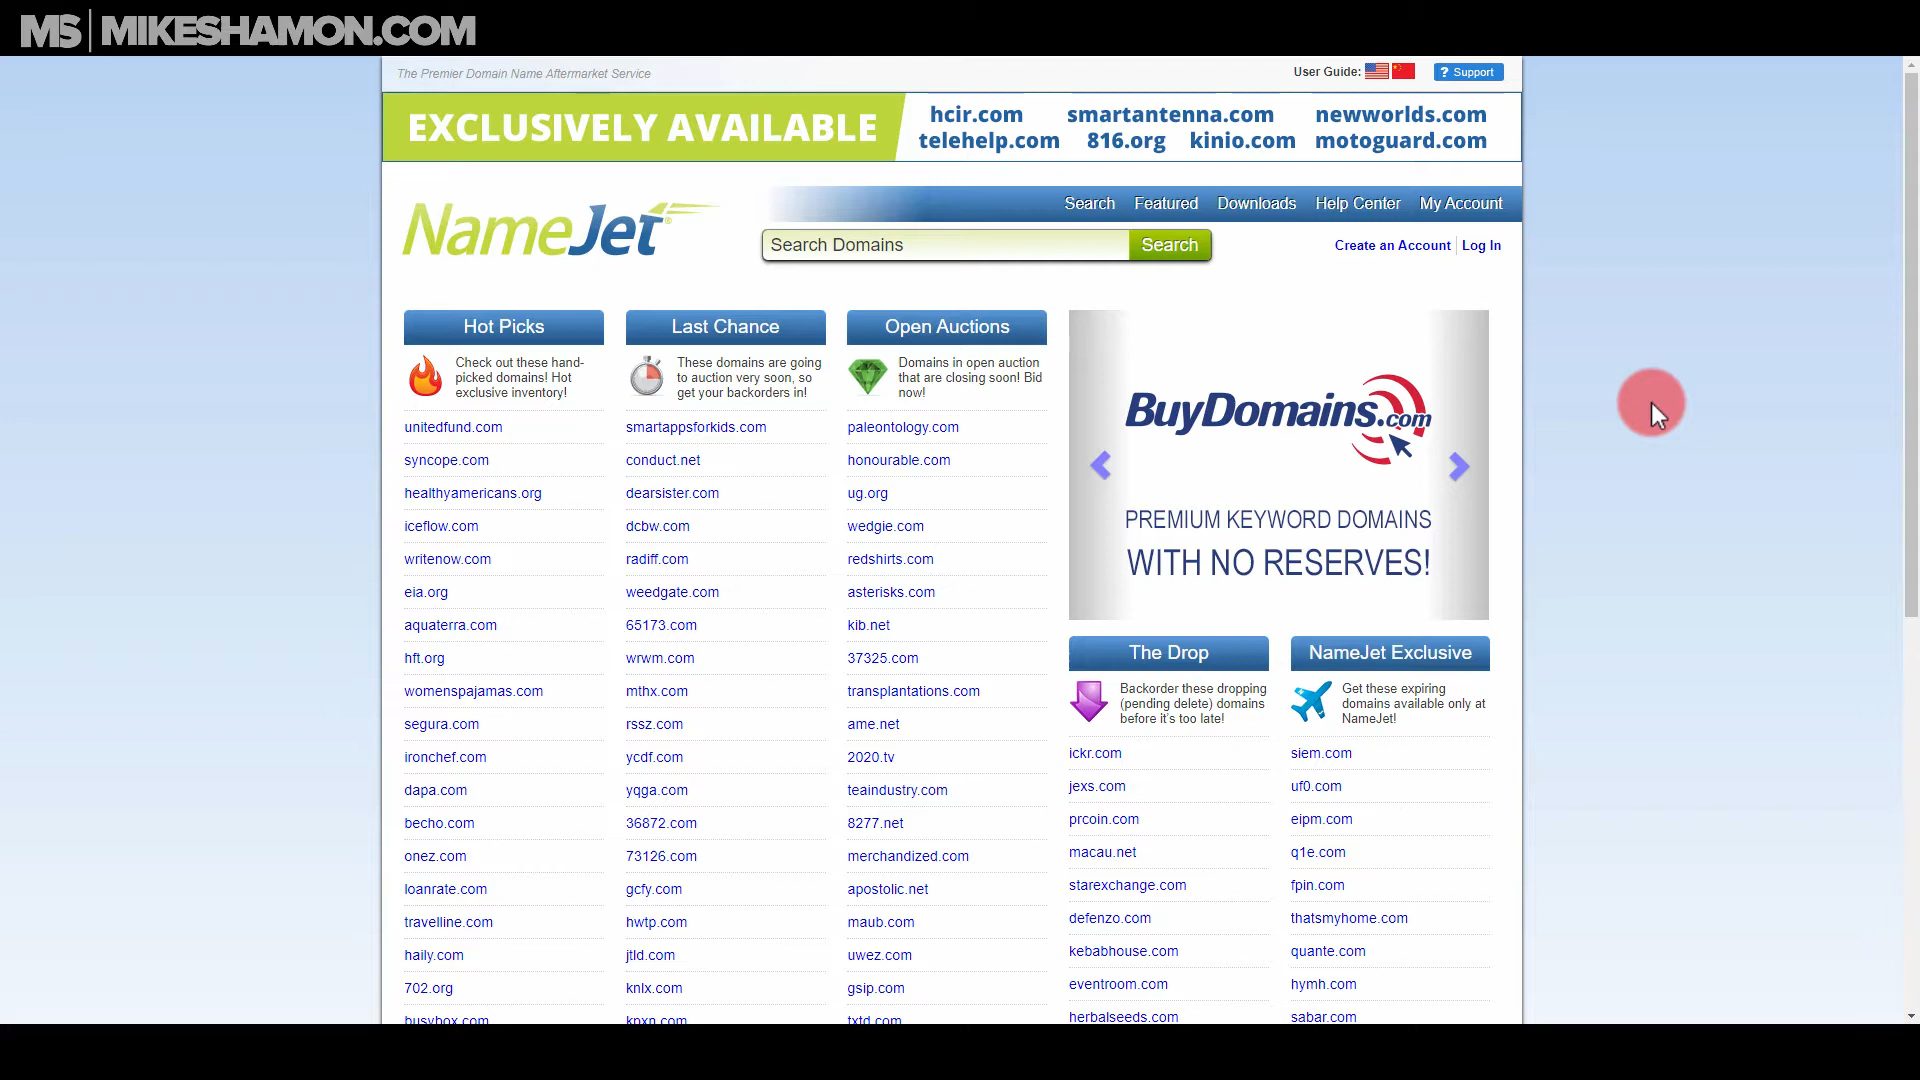 MS | MIKESHAMON.COM
The Premier Domain Name Aftermarket Service
User Guide:
? Support
EXCLUSIVELY AVAILABLE
hcir.com smartantenna.com newworlds.com
telehelp.com 816.org kinio.com motoguard.com
NameJet®
Search Featured Downloads Help Center My Account
Search Domains Search
Create an Account Log In
Hot Picks
Check out these hand-
picked domains! Hot
exclusive inventory!
unitedfund.com
syncope.com
healthyamericans.org
iceflow.com
writenow.com
eia.org
aquaterra.com
hft.org
womenspajamas.com
segura.com
ironchef.com
dapa.com
becho.com
onez.com
loanrate.com
travelline.com
haily.com
702.org
busybox.com
Last Chance
These domains are going
to auction very soon, so
get your backorders in!
smartappsforkids.com
conduct.net
dearsister.com
dcbw.com
radiff.com
weedgate.com
65173.com
wrwm.com
mthx.com
rssz.com
ycdf.com
yqga.com
36872.com
73126.com
gcfy.com
hwtp.com
jtld.com
knlx.com
kpxn.com
Open Auctions
Domains in open auction
that are closing soon! Bid
now!
paleontology.com
honourable.com
ug.org
wedgie.com
redshirts.com
asterisks.com
kib.net
37325.com
transplantations.com
ame.net
2020.tv
teaindustry.com
8277.net
merchandized.com
apostolic.net
maub.com
uwez.com
gsip.com
txtd.com
BuyDomains.com
PREMIUM KEYWORD DOMAINS
WITH NO RESERVES!
The Drop
Backorder these dropping
(pending delete) domains
before it's too late!
ickr.com
jexs.com
prcoin.com
macau.net
starexchange.com
defenzo.com
kebabhouse.com
eventroom.com
herbalseeds.com
NameJet Exclusive
Get these expiring
domains available only at
NameJet!
siem.com
uf0.com
eipm.com
q1e.com
fpin.com
thatsmyhome.com
quante.com
hymh.com
sabar.com